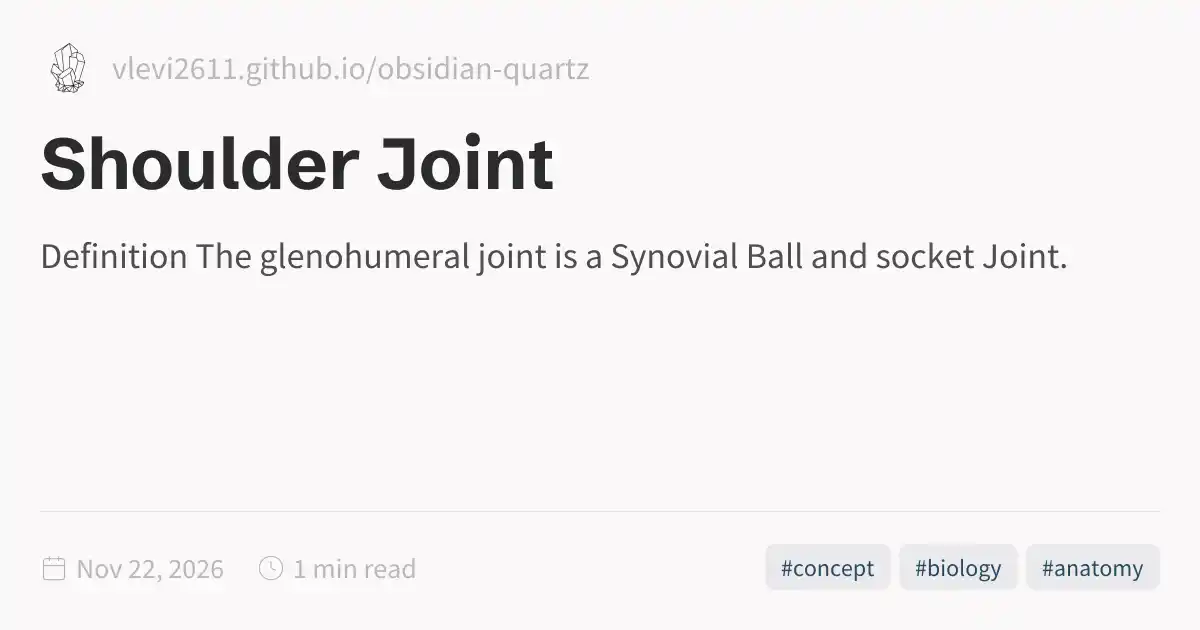 vlevi2611.github.io/obsidian-quartz
Shoulder Joint
Definition The glenohumeral joint is a Synovial Ball and socket Joint.
Nov 22, 2026 1 min read #concept #biology #anatomy